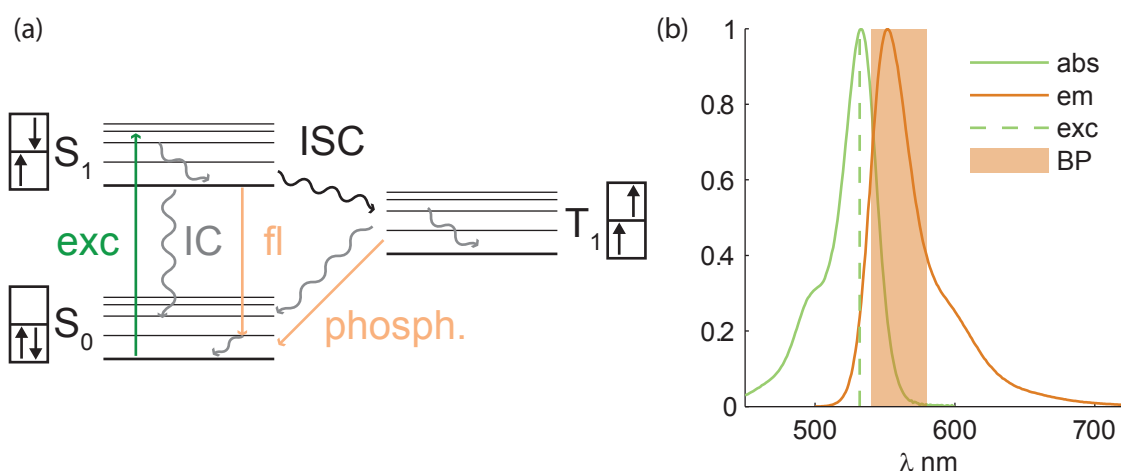 (a)
S1
ISC
exc
IC
fl
T1
S0
phosph.
(b)
1
0.8
0.6
0.4
0.2
0
500
600
700
λ nm
abs
em
exc
BP